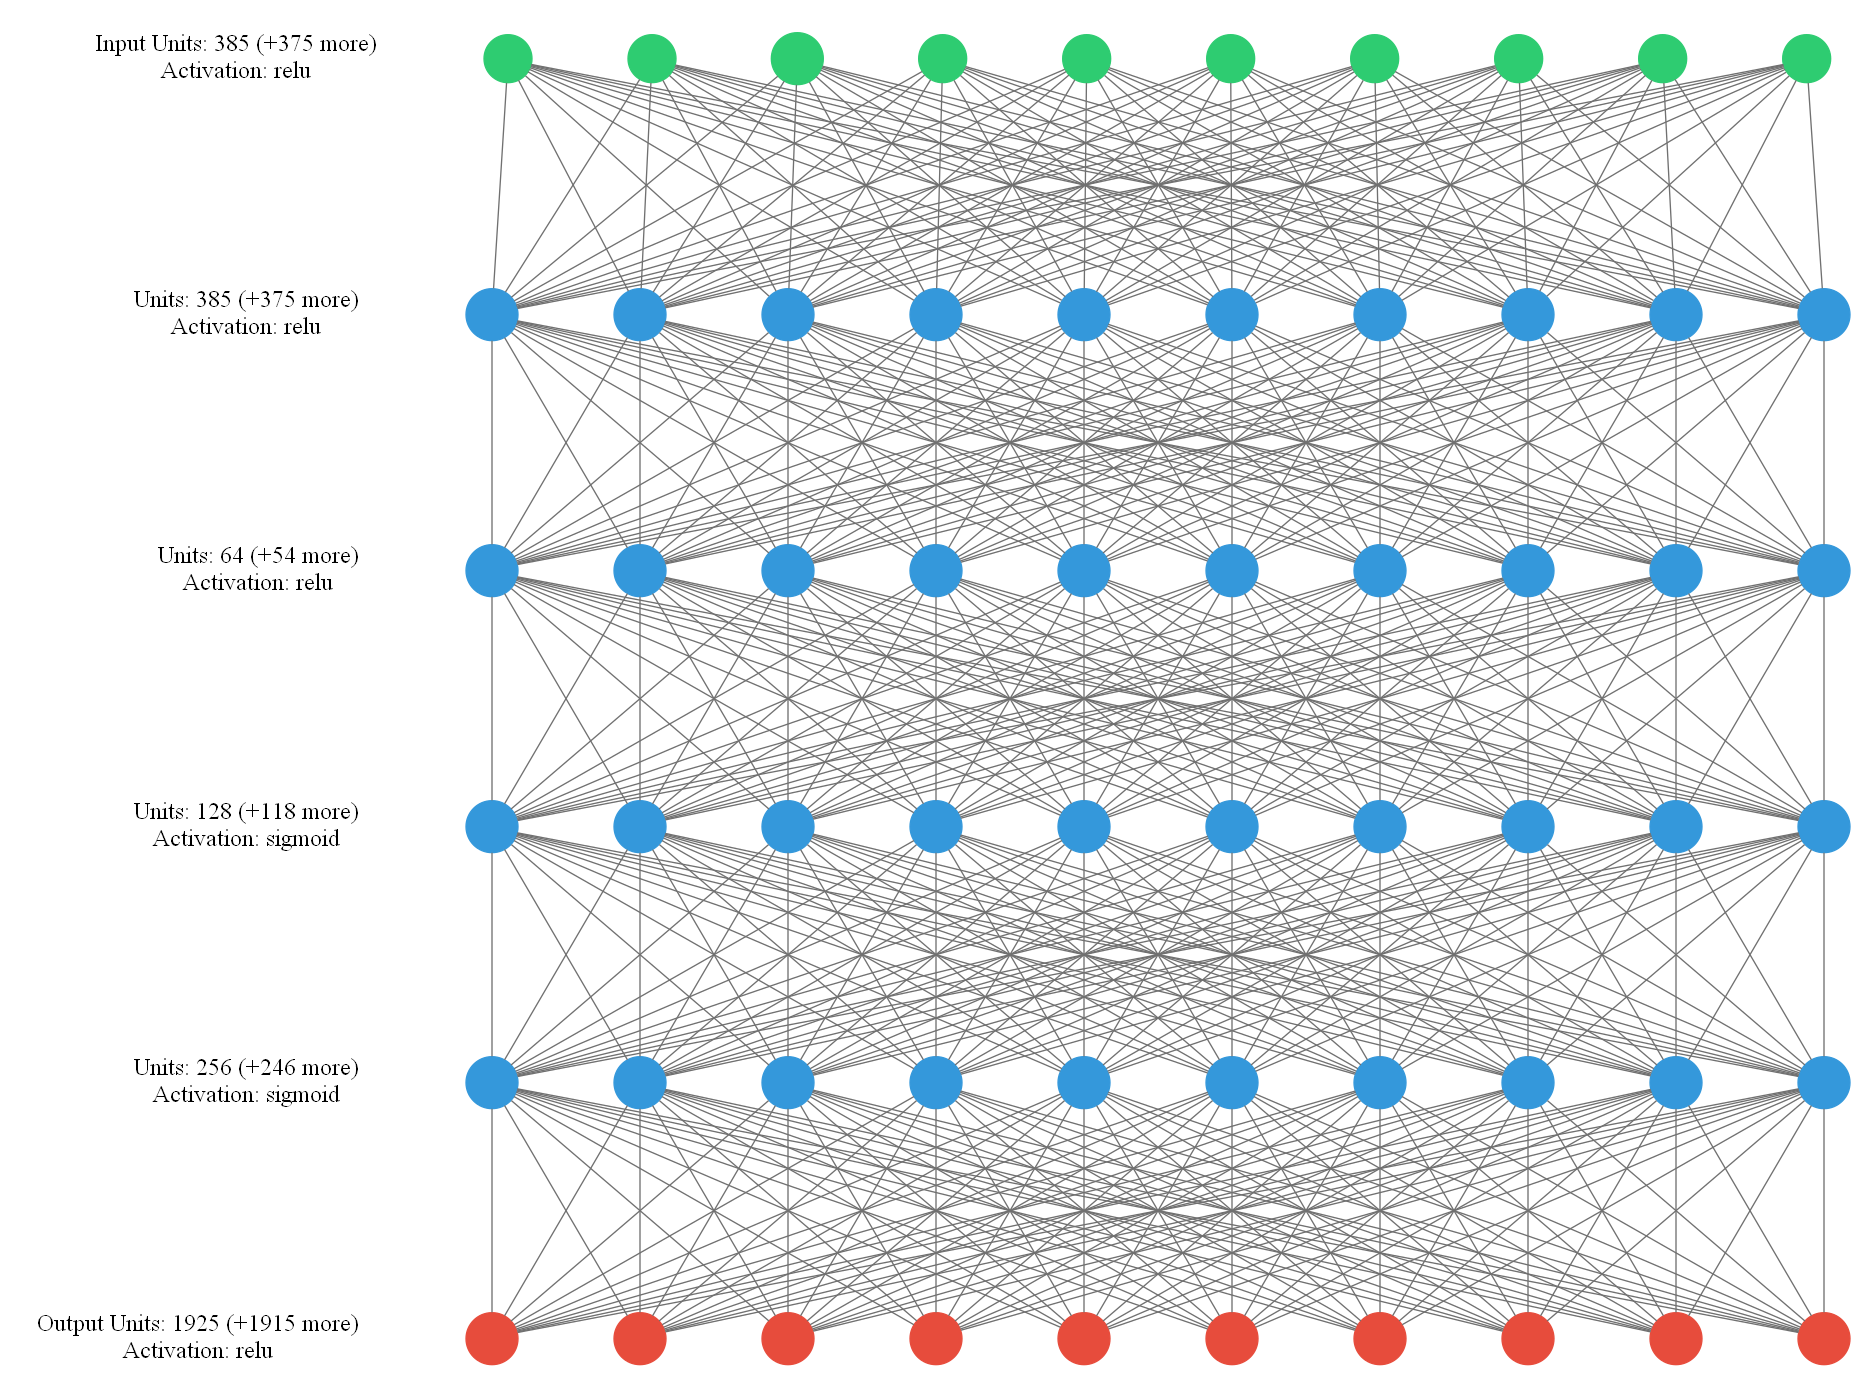 Input Units: 385 (+375 more)
Activation: relu
Units: 385 (+375 more)
Activation: relu
Units: 64 (+54 more)
Activation: relu
Units: 128 (+118 more)
Activation: sigmoid
Units: 256 (+246 more)
Activation: sigmoid
Output Units: 1925 (+1915 more)
Activation: relu